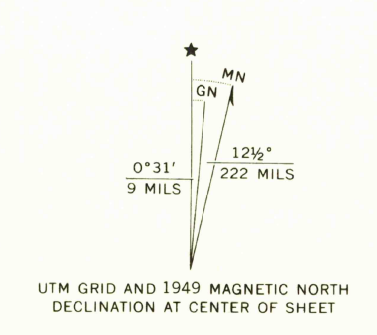 ★
MN
GN
0°31′
9 MILS
12½°
222 MILS
UTM GRID AND 1949 MAGNETIC NORTH
DECLINATION AT CENTER OF SHEET